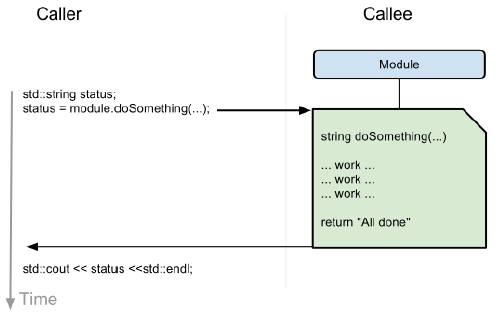 Caller
Callee
Module
std::string status;
status = module.doSomething(...);
string doSomething(...)
... work ...
... work ...
... work ...
return "All done"
std::cout << status <<std::endl;
Time